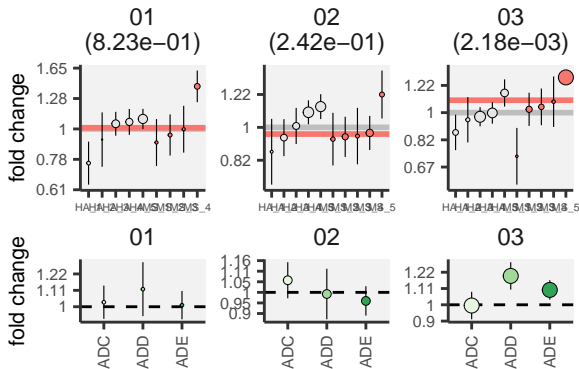 01
(8.23e−01)
02
(2.42e−01)
03
(2.18e−03)
fold change
1.65
1.28
1
0.78
0.61
1.22
1
0.82
1.22
1
0.82
0.67
01
02
03
fold change
1.22
1.11
1
1.16
1.1
1.05
1
0.95
0.9
1.22
1.11
1
0.9
ADC
ADD
ADE
ADC
ADD
ADE
ADC
ADD
ADE